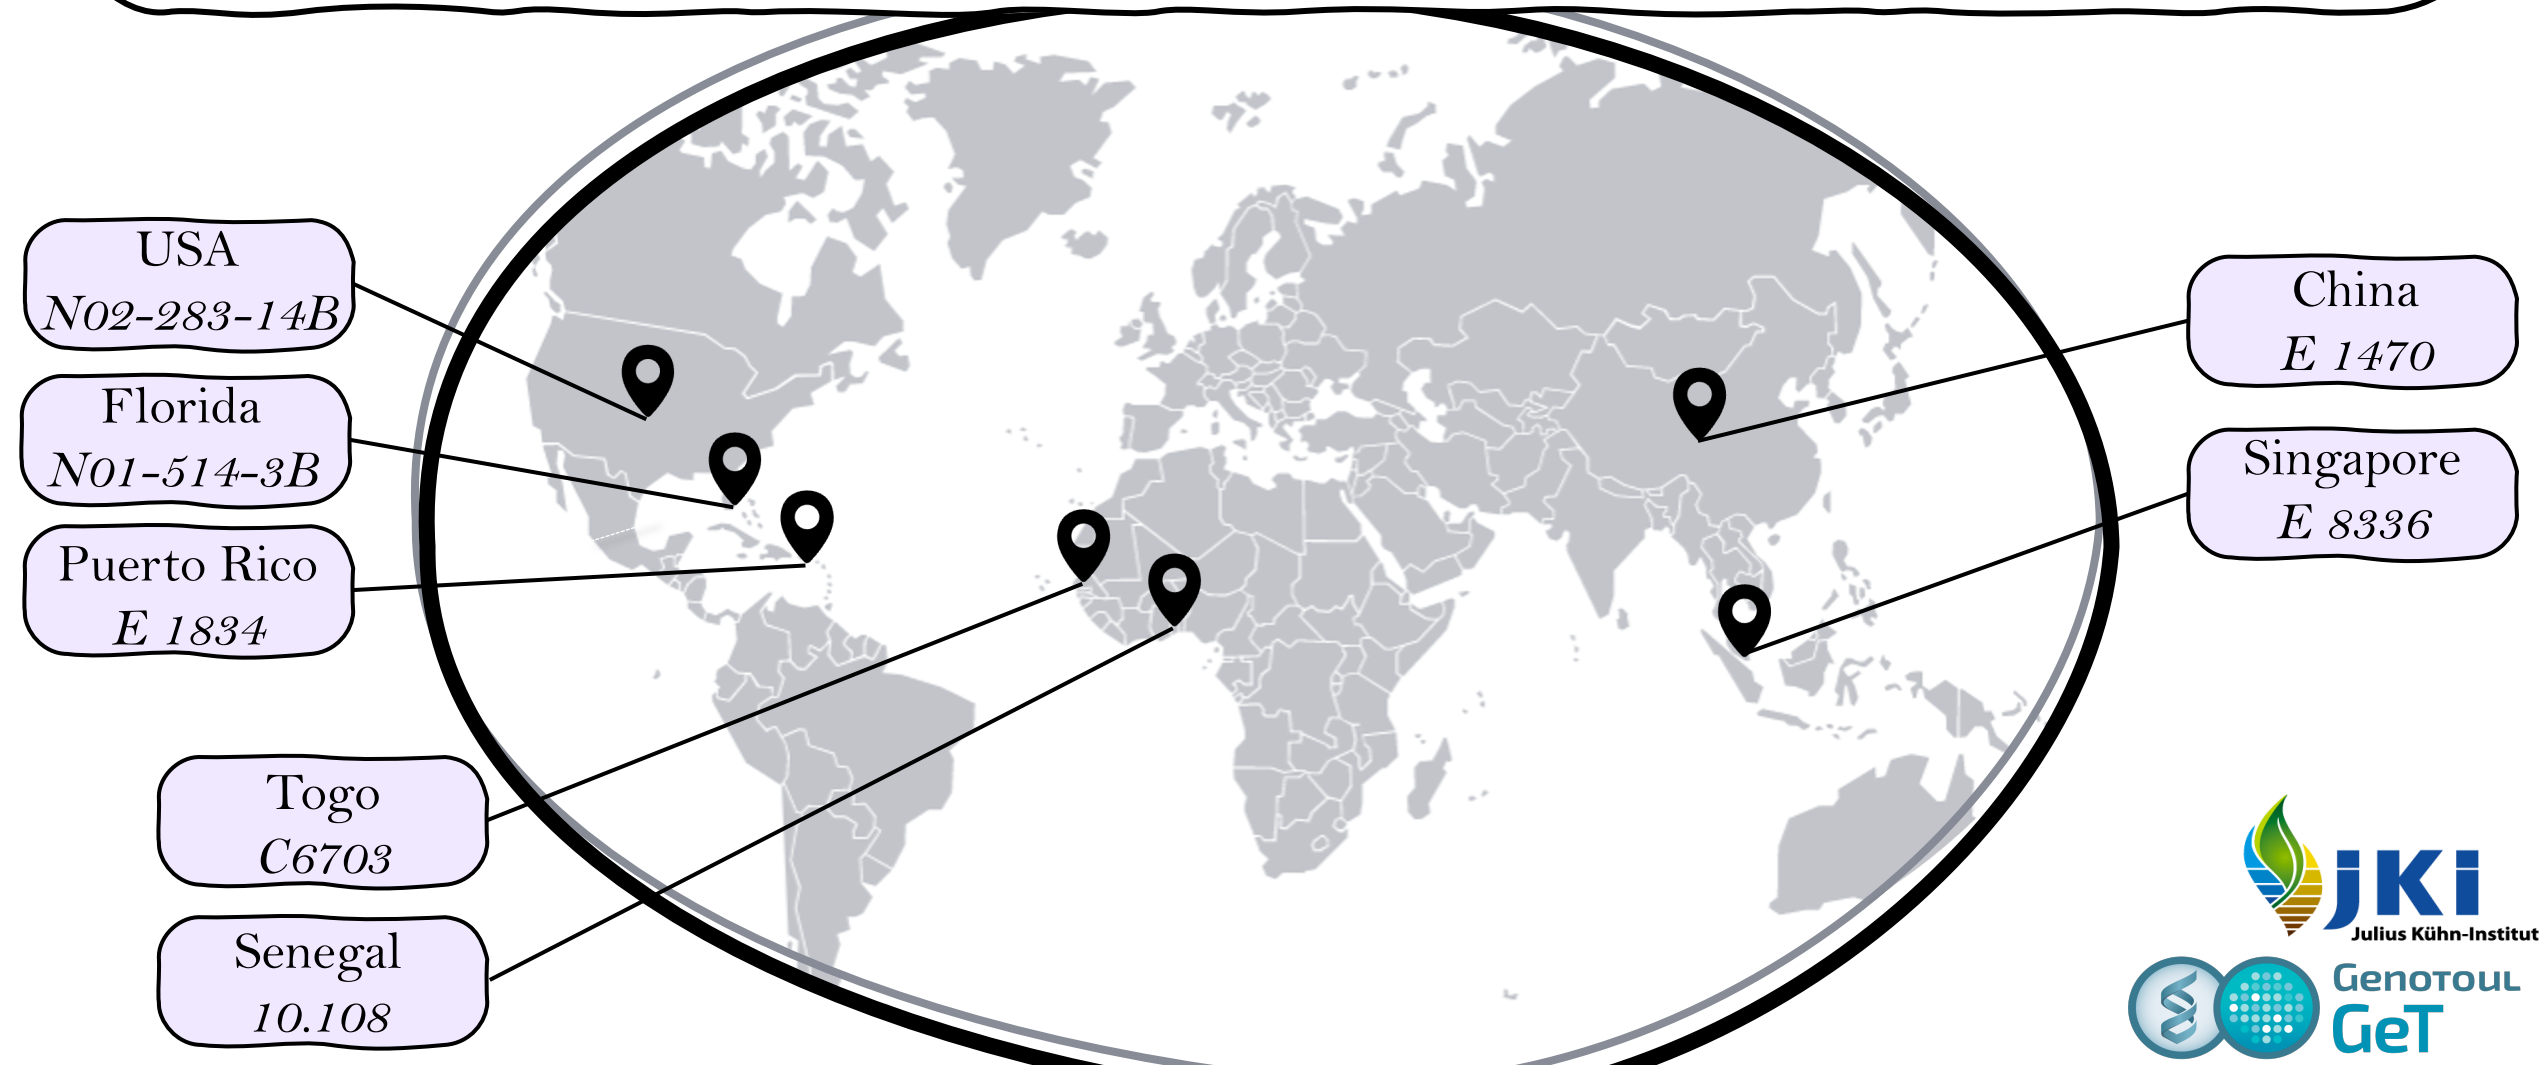 USA
N02-283-14B
Florida
N01-514-3B
Puerto Rico
E 1834
Togo
C6703
Senegal
10.108
China
E 1470
Singapore
E 8336
JKI
Julius Kühn-Institut
GenoToul
GeT